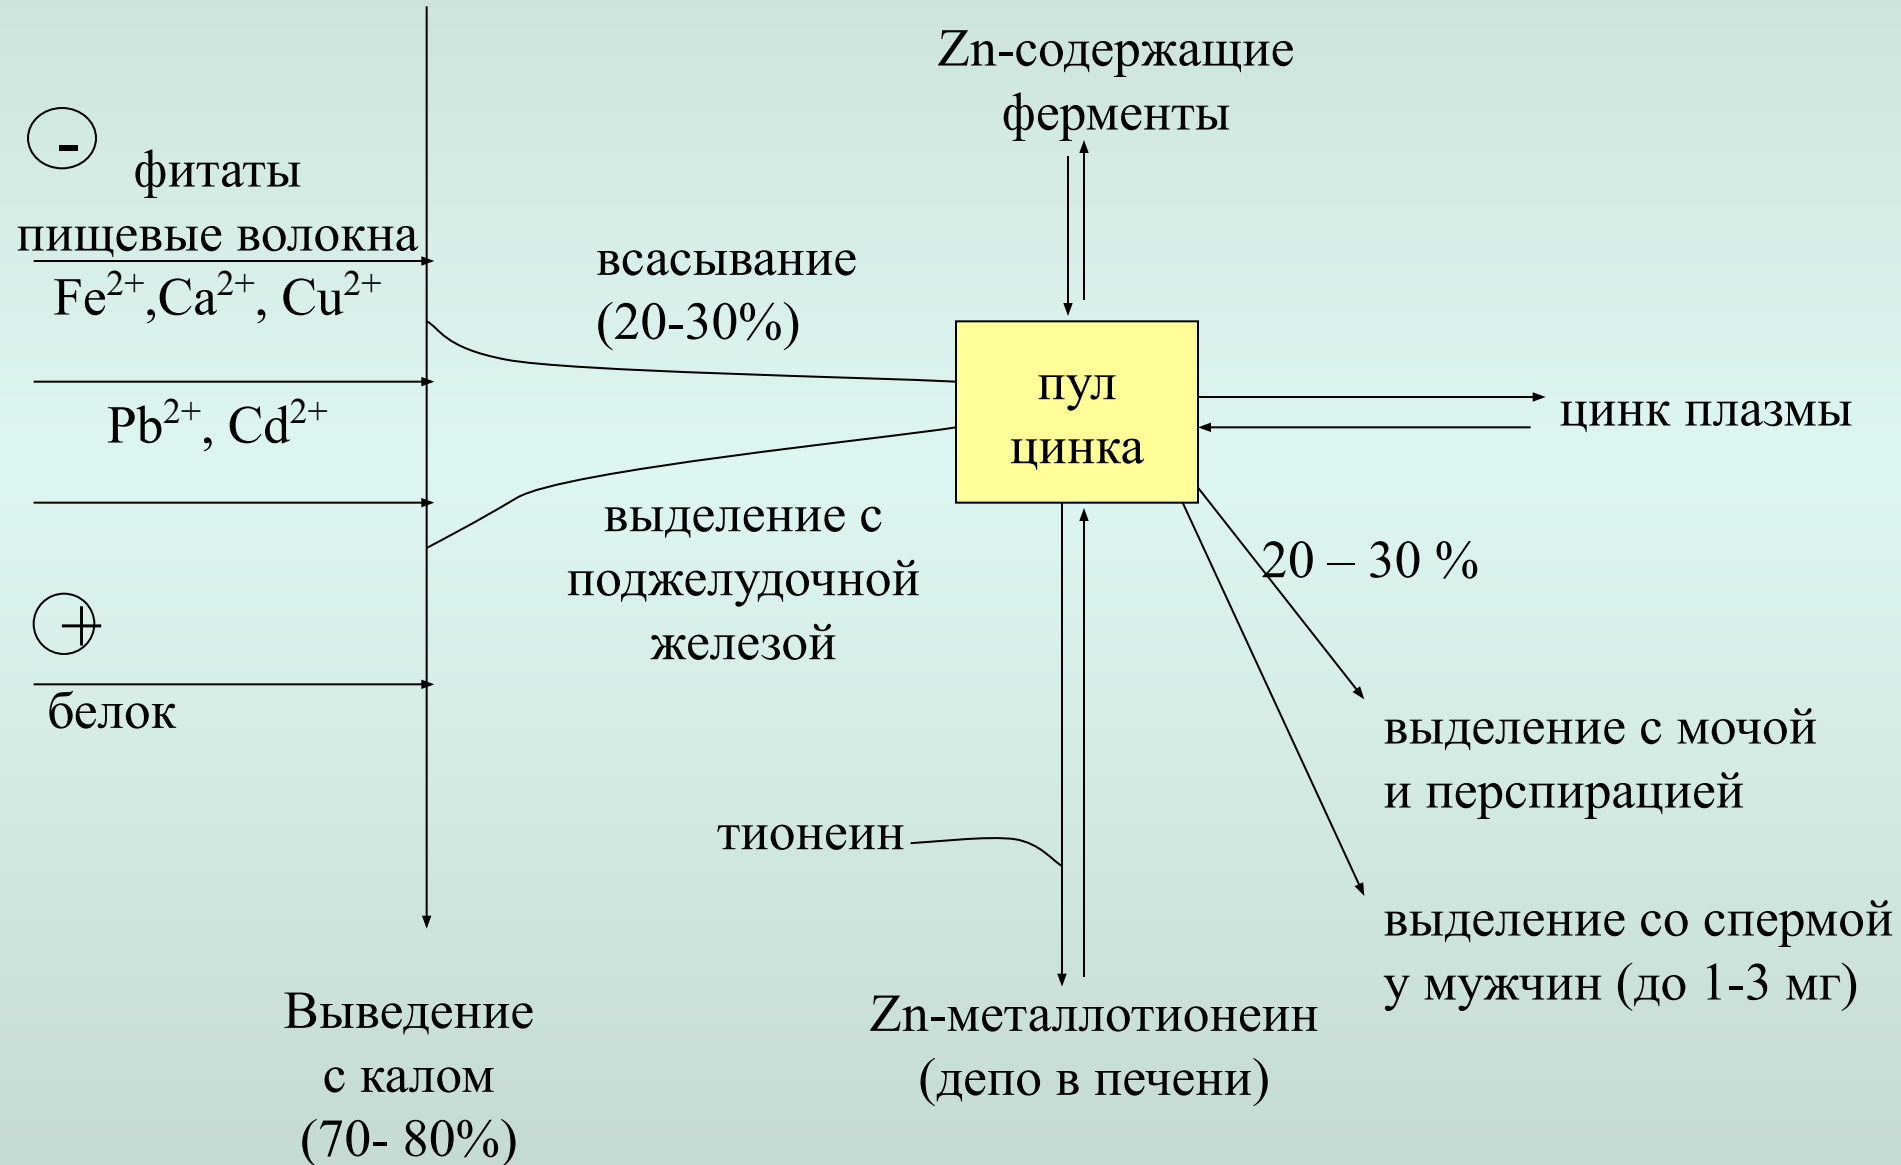 Zn-содержащие
ферменты
-
фитаты
пищевые волокна
Fe²⁺,Ca²⁺, Cu²⁺
Pb²⁺, Cd²⁺
+
белок
всасывание
(20-30%)
пул
цинка
цинк плазмы
выделение с
поджелудочной
железой
20 – 30 %
выделение с мочой
и перспирацией
тионеин
выделение со спермой
у мужчин (до 1-3 мг)
Выведение
с калом
(70- 80%)
Zn-металлотионеин
(депо в печени)